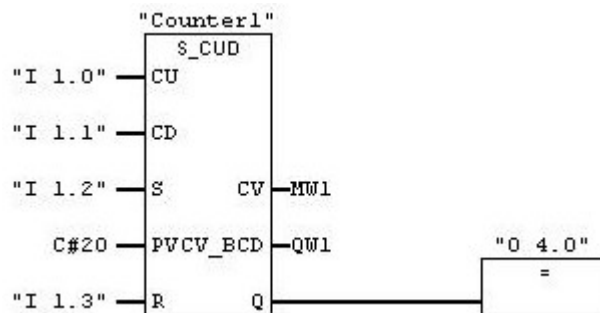 "Counter1"
S_CUD
"I 1.0" CU
"I 1.1" CD
"I 1.2" S CV MW1
C#20 PV CV_BCD QW1 "O 4.0"
=
"I 1.3" R Q